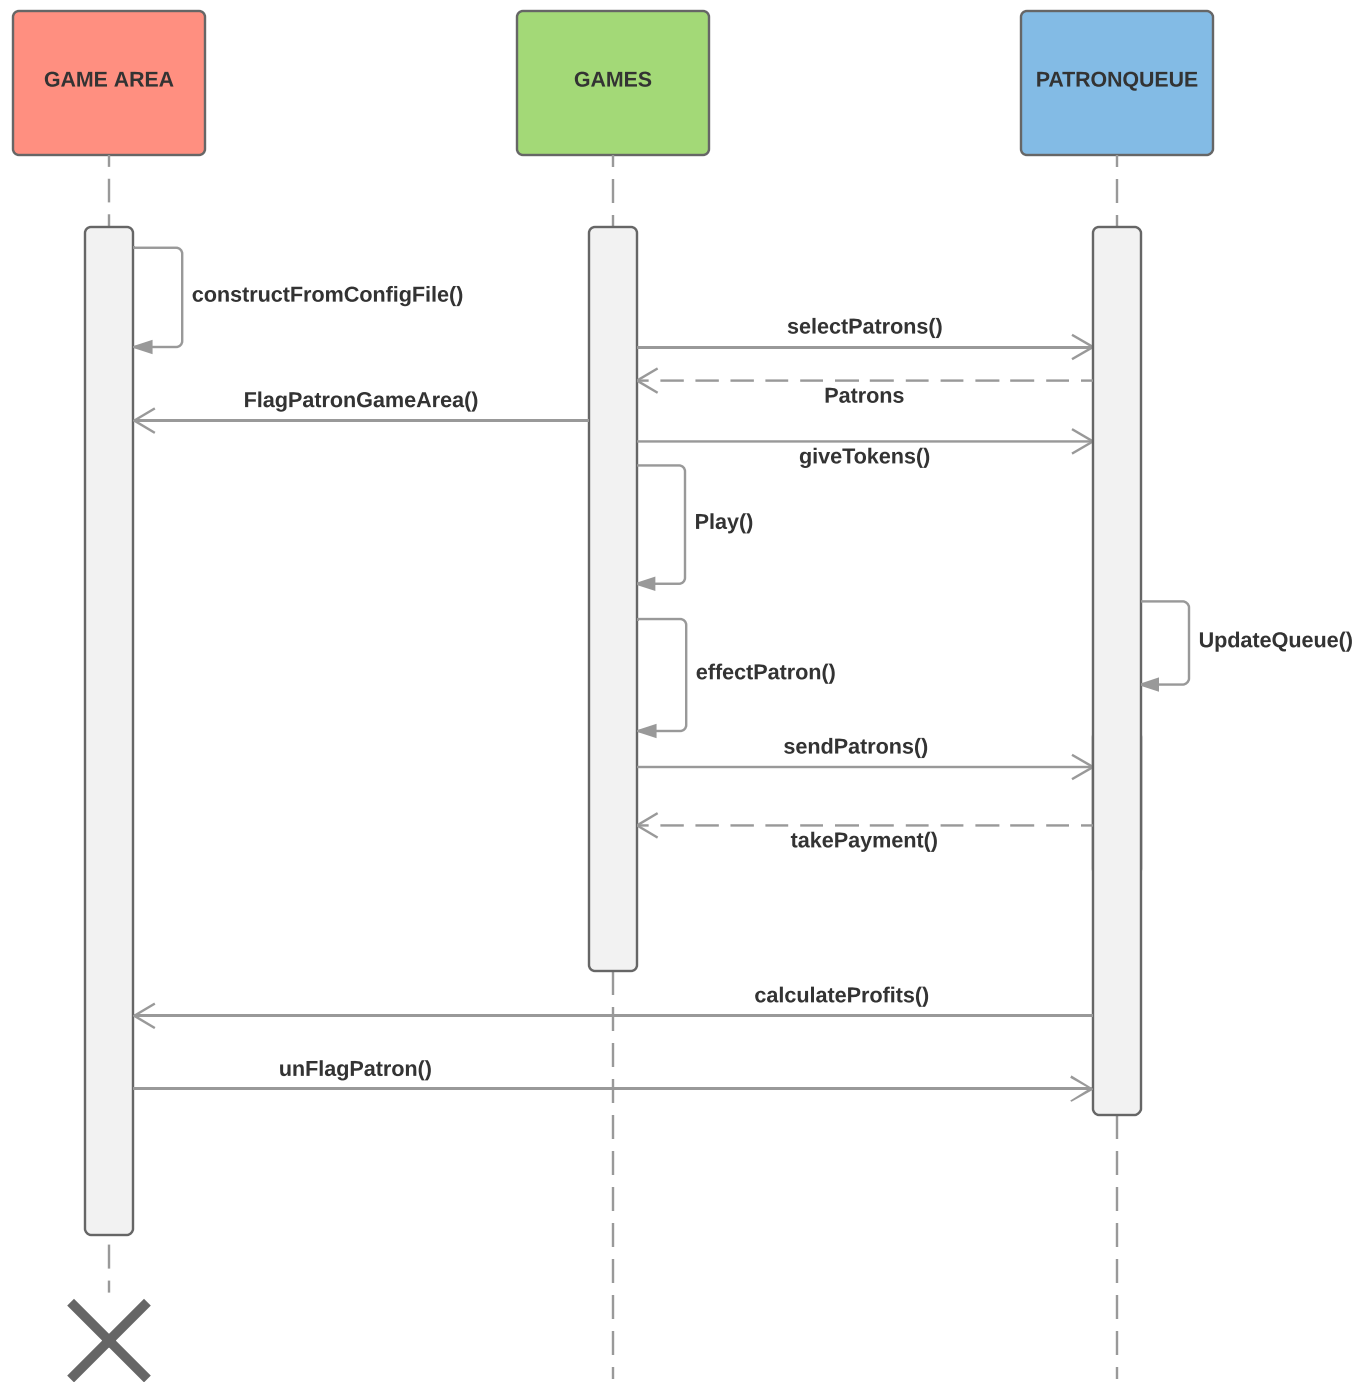 GAME AREA
GAMES
PATRONQUEUE
constructFromConfigFile()
selectPatrons()
Patrons
FlagPatronGameArea()
giveTokens()
Play()
UpdateQueue()
effectPatron()
sendPatrons()
takePayment()
calculateProfits()
unFlagPatron()